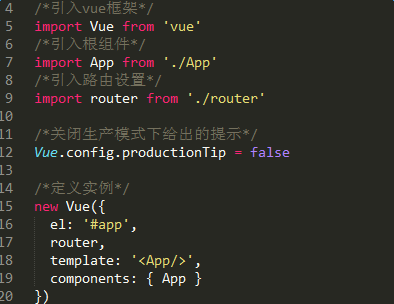 4 /*引入vue框架*/
5 import Vue from 'vue'
6 /*引入根组件*/
7 import App from './App'
8 /*引入路由设置*/
9 import router from './router'
10
11 /*关闭生产模式下给出的提示*/
12 Vue.config.productionTip = false
13
14 /*定义实例*/
15 new Vue({
16   el: '#app',
17   router,
18   template: '<App/>',
19   components: { App }
20 })